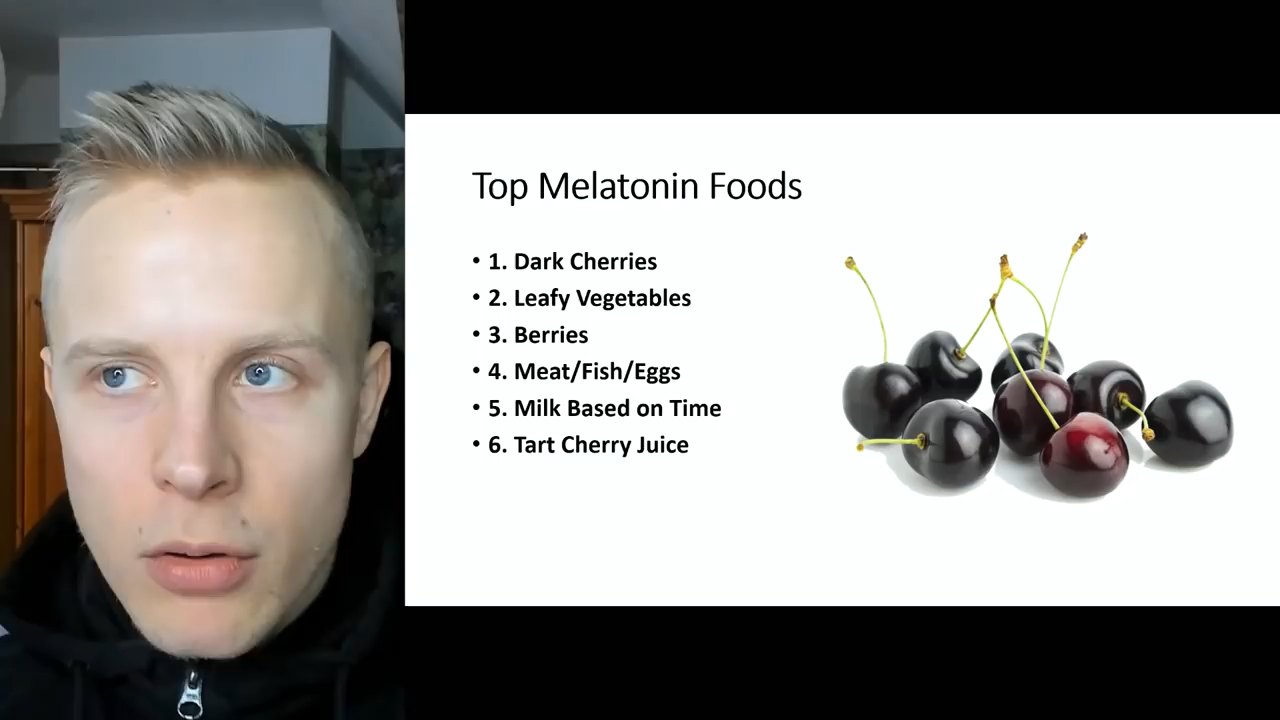 Top Melatonin Foods
• 1. Dark Cherries
• 2. Leafy Vegetables
• 3. Berries
• 4. Meat/Fish/Eggs
• 5. Milk Based on Time
• 6. Tart Cherry Juice